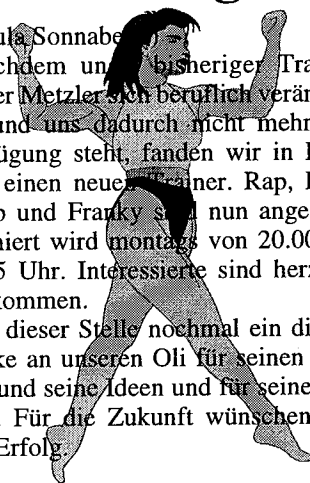 ula Sonnabe
chdem un bisheriger Tra
er Metzler sich beruflich verän
und uns dadurch nicht mehr
ügung steht, fanden wir in
einen neuen Trainer. Rap,
o und Franky sind nun ange
niert wird montags von 20.00
5 Uhr. Interessierte sind herz
kommen.
dieser Stelle nochmal ein di
ke an unseren Oli für seinen
und seine Ideen und für seine
Für die Zukunft wünschen
Erfolg.